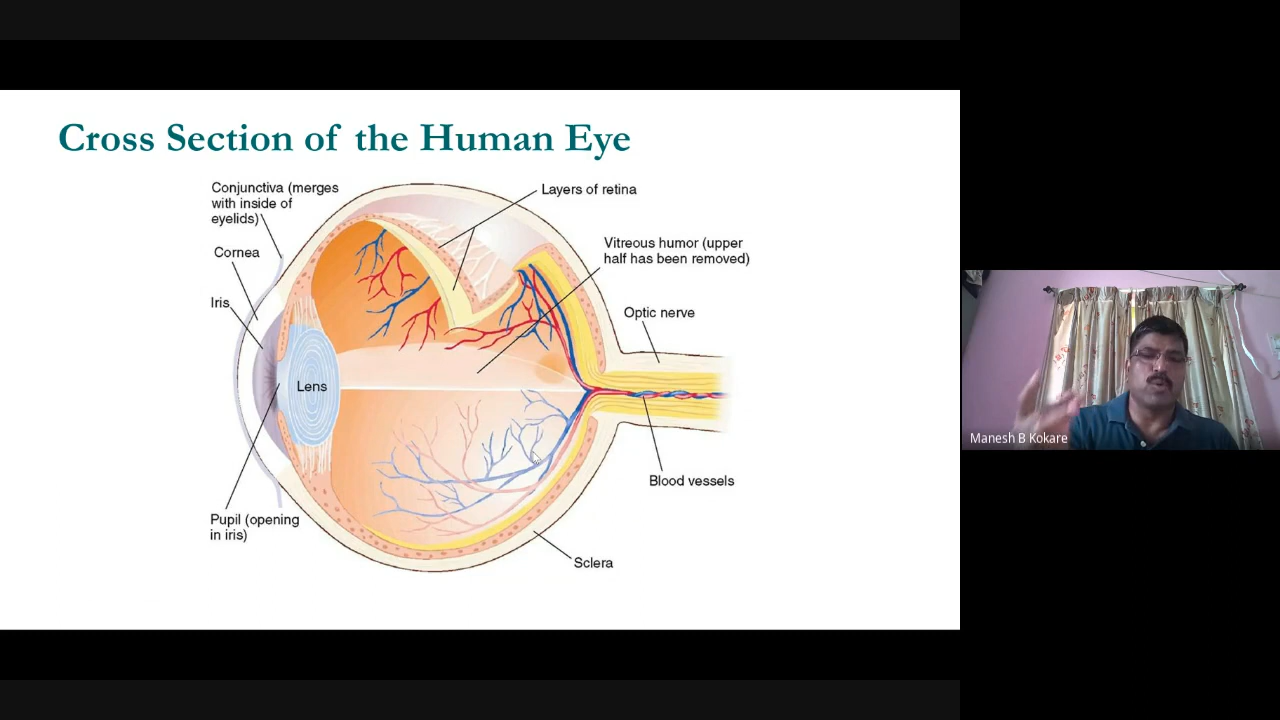 Cross Section of the Human Eye
Conjunctiva (merges
with inside of
eyelids)
Cornea
Iris
Lens
Pupil (opening
in iris)
Layers of retina
Vitreous humor (upper
half has been removed)
Optic nerve
Blood vessels
Sclera
Manesh B Kokare